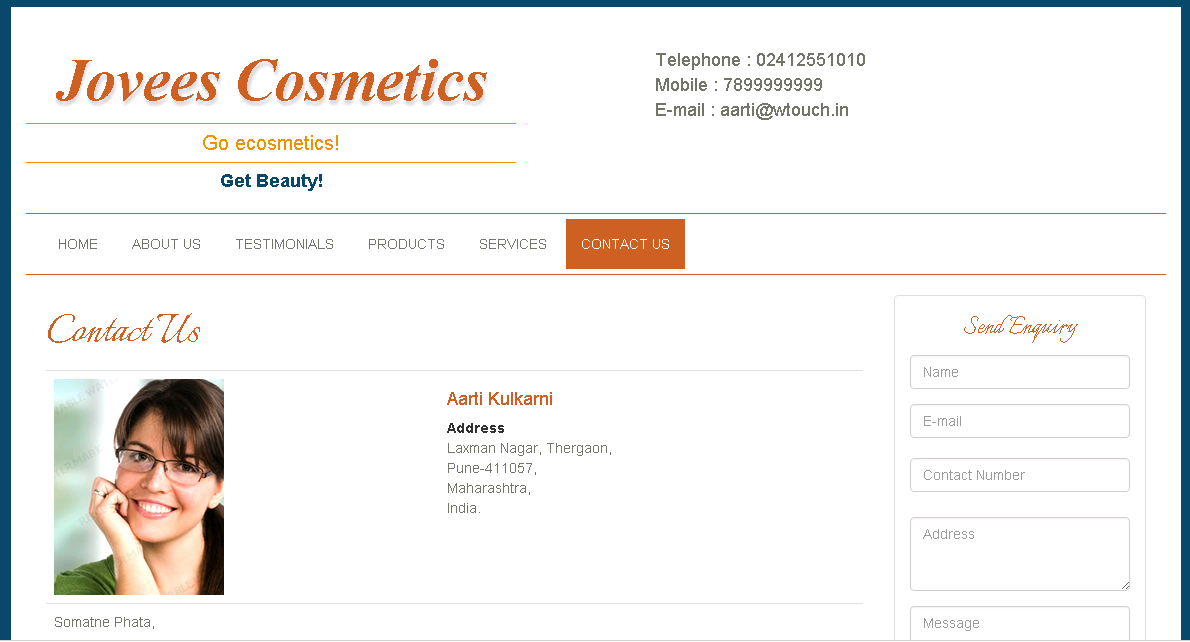 Jovees Cosmetics
Go ecosmetics!
Get Beauty!
Telephone : 02412551010
Mobile : 7899999999
E-mail : aarti@wtouch.in
HOME ABOUT US TESTIMONIALS PRODUCTS SERVICES CONTACT US
Contact Us
Aarti Kulkarni
Address
Laxman Nagar, Thergaon,
Pune-411057,
Maharashtra,
India.
Somatne Phata,
Send Enquiry
Name
E-mail
Contact Number
Address
Message